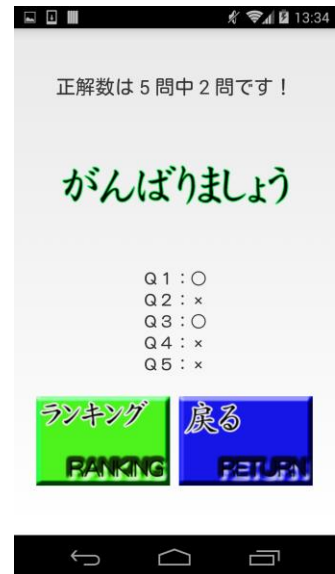 13:34
正解数は5問中2問です!
がんばりましょう
Q1:○
Q2:×
Q3:○
Q4:×
Q5:×
ランキング
RANKING
戻る
RETURN